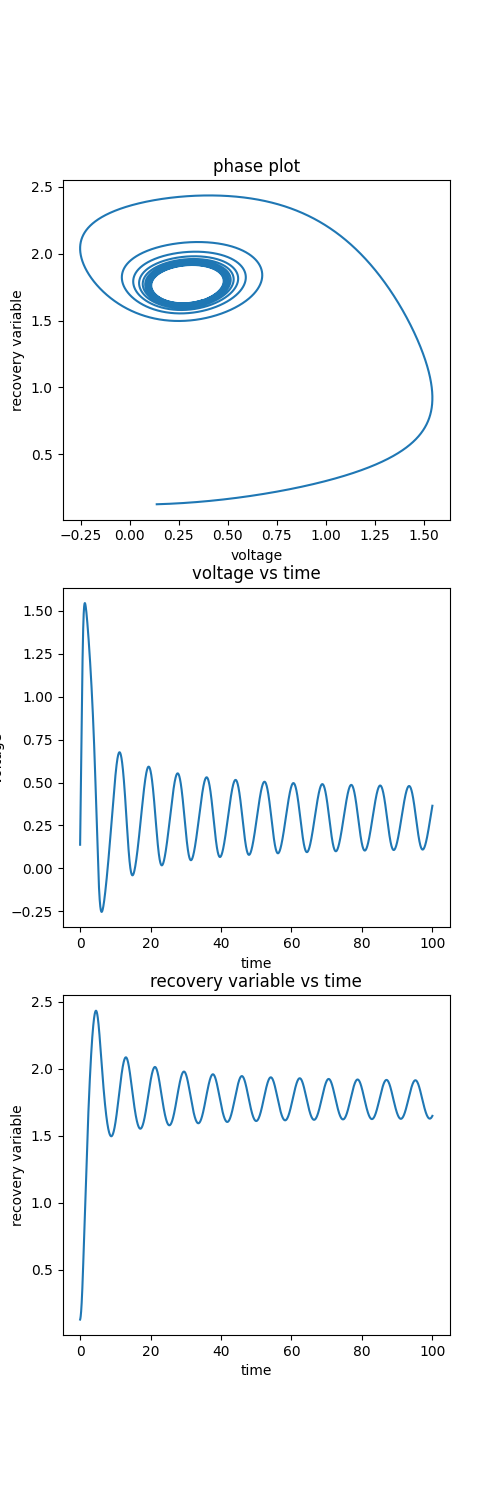 phase plot
2.5
2.0
1.5
1.0
0.5
recovery variable
−0.25 0.00 0.25 0.50 0.75 1.00 1.25 1.50
voltage
voltage vs time
1.50
1.25
1.00
0.75
0.50
0.25
0.00
−0.25
0 20 40 60 80 100
time
recovery variable vs time
2.5
2.0
1.5
1.0
0.5
recovery variable
0 20 40 60 80 100
time